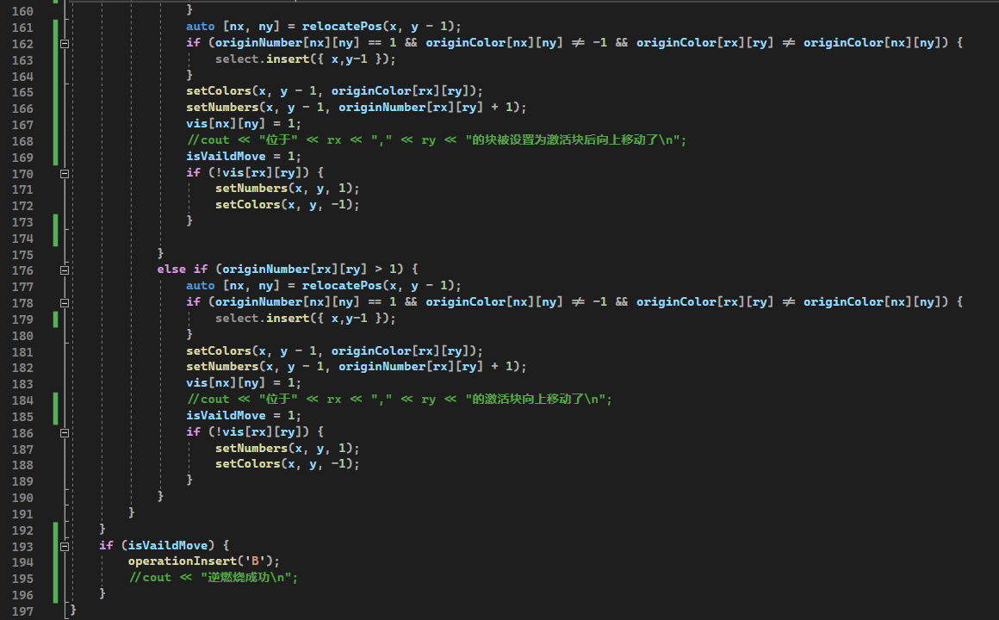 160 }
161 auto [nx, ny] = relocatePos(x, y - 1);
162 if (originNumber[nx][ny] == 1 && originColor[nx][ny] != -1 && originColor[rx][ry] != originColor[nx][ny]) {
163 select.insert({ x,y-1 });
164 }
165 setColors(x, y - 1, originColor[rx][ry]);
166 setNumbers(x, y - 1, originNumber[rx][ry] + 1);
167 vis[nx][ny] = 1;
168 //cout << "位于" << rx << "," << ry << "的块被设置为激活块后向上移动了\n";
169 isVaildMove = 1;
170 if (!vis[rx][ry]) {
171 setNumbers(x, y, 1);
172 setColors(x, y, -1);
173 }
174
175 }
176 else if (originNumber[rx][ry] > 1) {
177 auto [nx, ny] = relocatePos(x, y - 1);
178 if (originNumber[nx][ny] == 1 && originColor[nx][ny] != -1 && originColor[rx][ry] != originColor[nx][ny]) {
179 select.insert({ x,y-1 });
180 }
181 setColors(x, y - 1, originColor[rx][ry]);
182 setNumbers(x, y - 1, originNumber[rx][ry] + 1);
183 vis[nx][ny] = 1;
184 //cout << "位于" << rx << "," << ry << "的激活块向上移动了\n";
185 isVaildMove = 1;
186 if (!vis[rx][ry]) {
187 setNumbers(x, y, 1);
188 setColors(x, y, -1);
189 }
190 }
191 }
192 }
193 if (isVaildMove) {
194 operationInsert('B');
195 //cout << "逆燃烧成功\n";
196 }
197 }